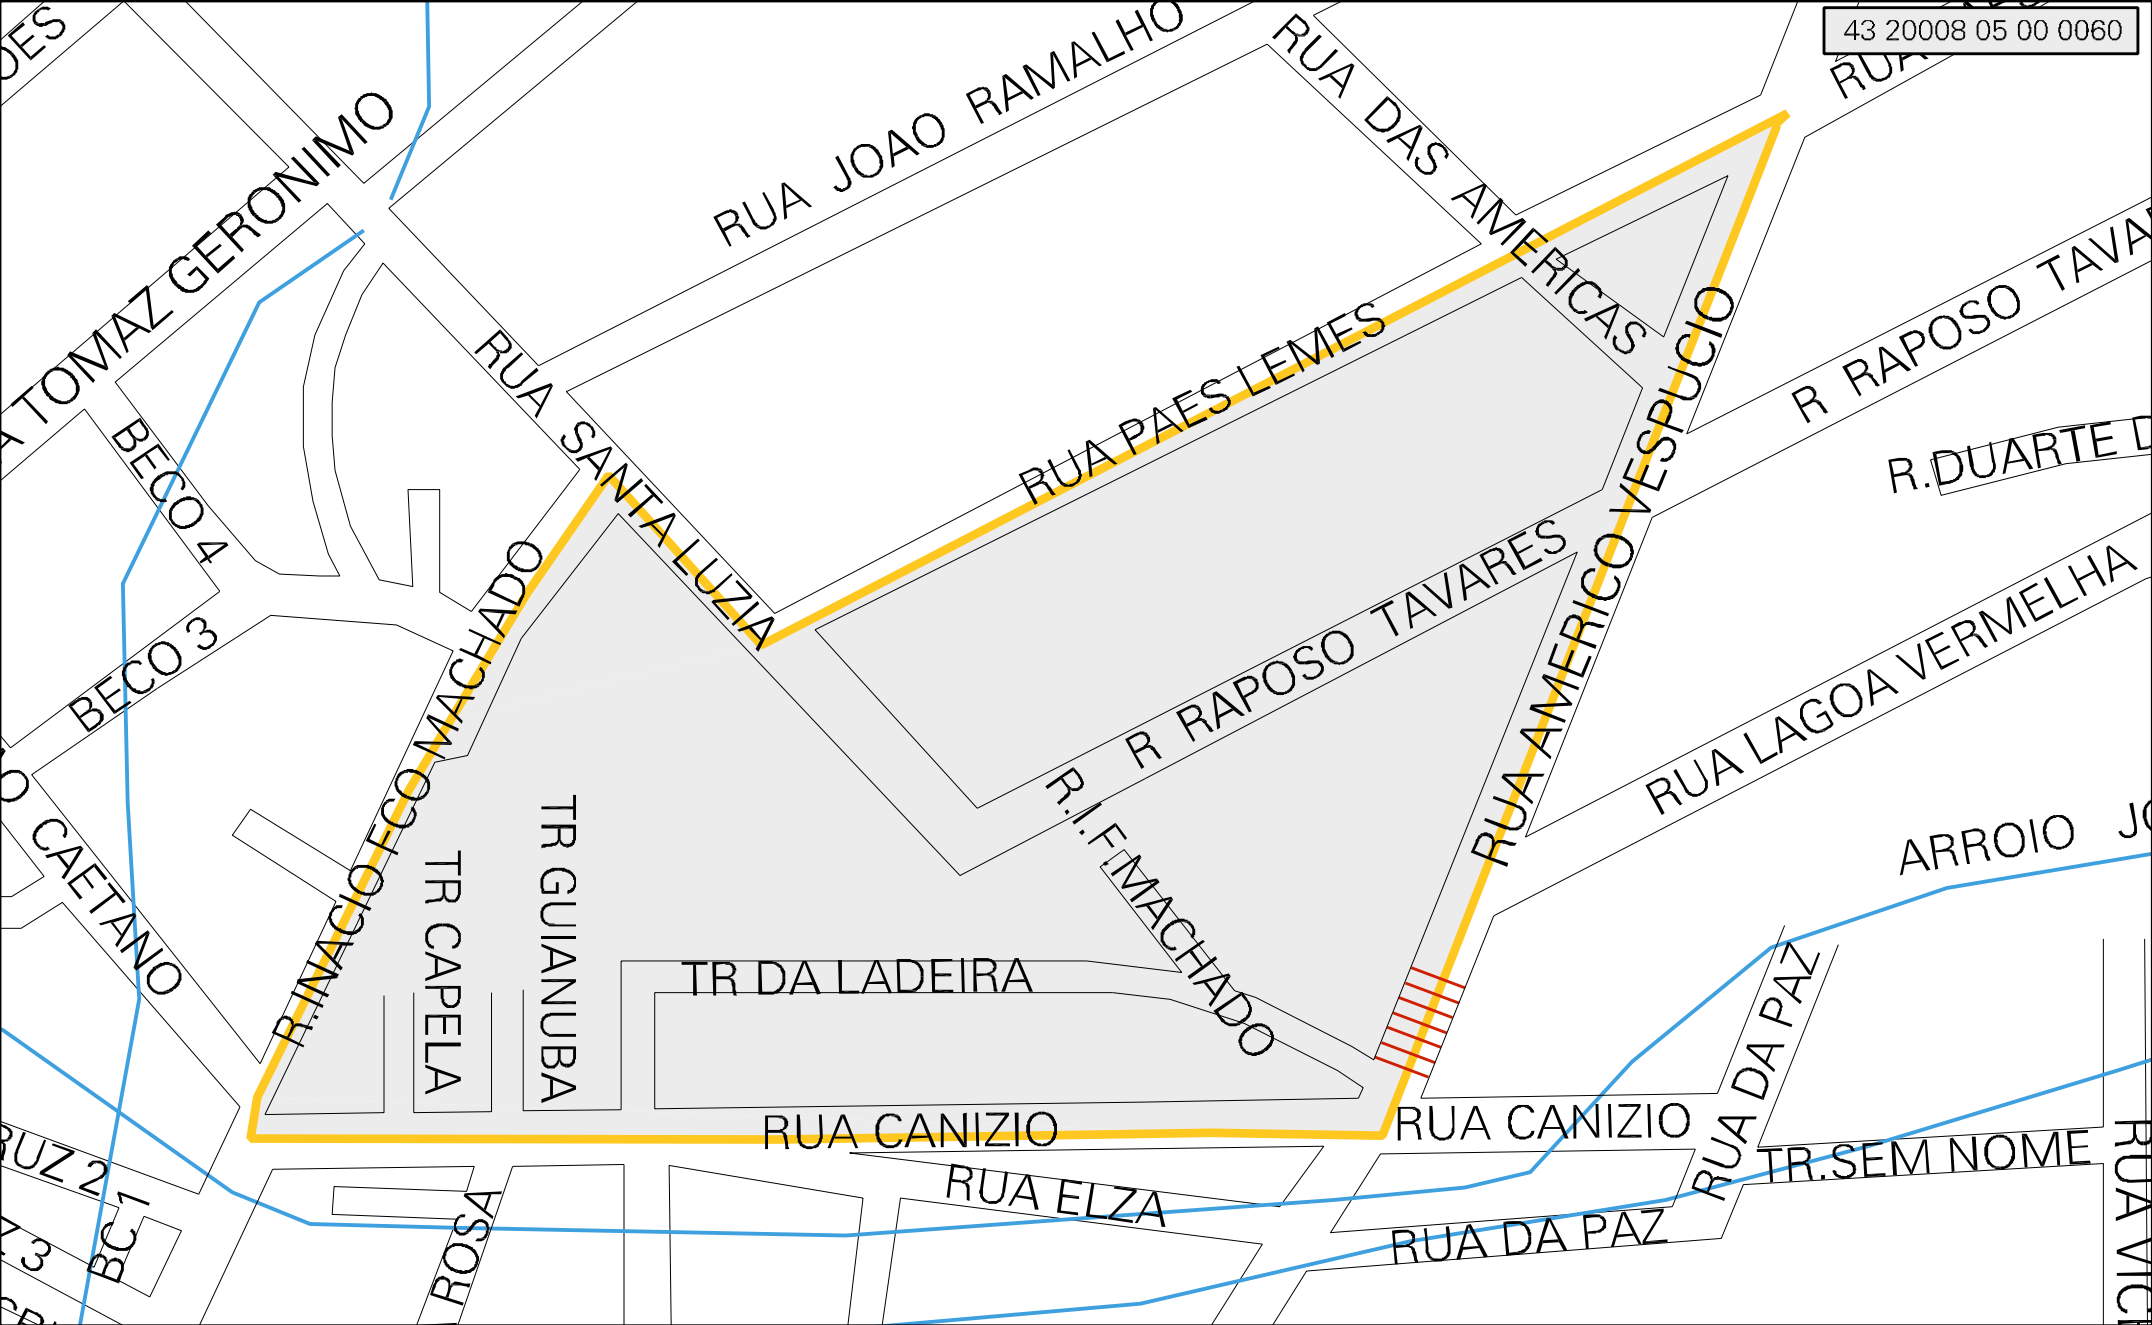 43 20008 05 00 0060
RUA JOAO RAMALHO
RUA DAS AMERICAS
TOMAZ GERONIMO
RUA SANTA LUZIA
RUA PAES LEMES
R RAPOSO
R.DUARTE
BECO 4
BECO 3
R.INACIO FCO MACHADO
RUA AMERICO VESPUCIO
R RAPOSO TAVARES
RUA LAGOA VERMELHA
R.I.F.MACHADO
ARROIO
CAETANO
TR CAPELA
TR GUIANUBA
TR DA LADEIRA
RUA CANIZIO
RUA CANIZIO
RUA DA PAZ
TR.SEM NOME
RUA ELZA
RUA DA PAZ
BC 1
ROSA
RUA